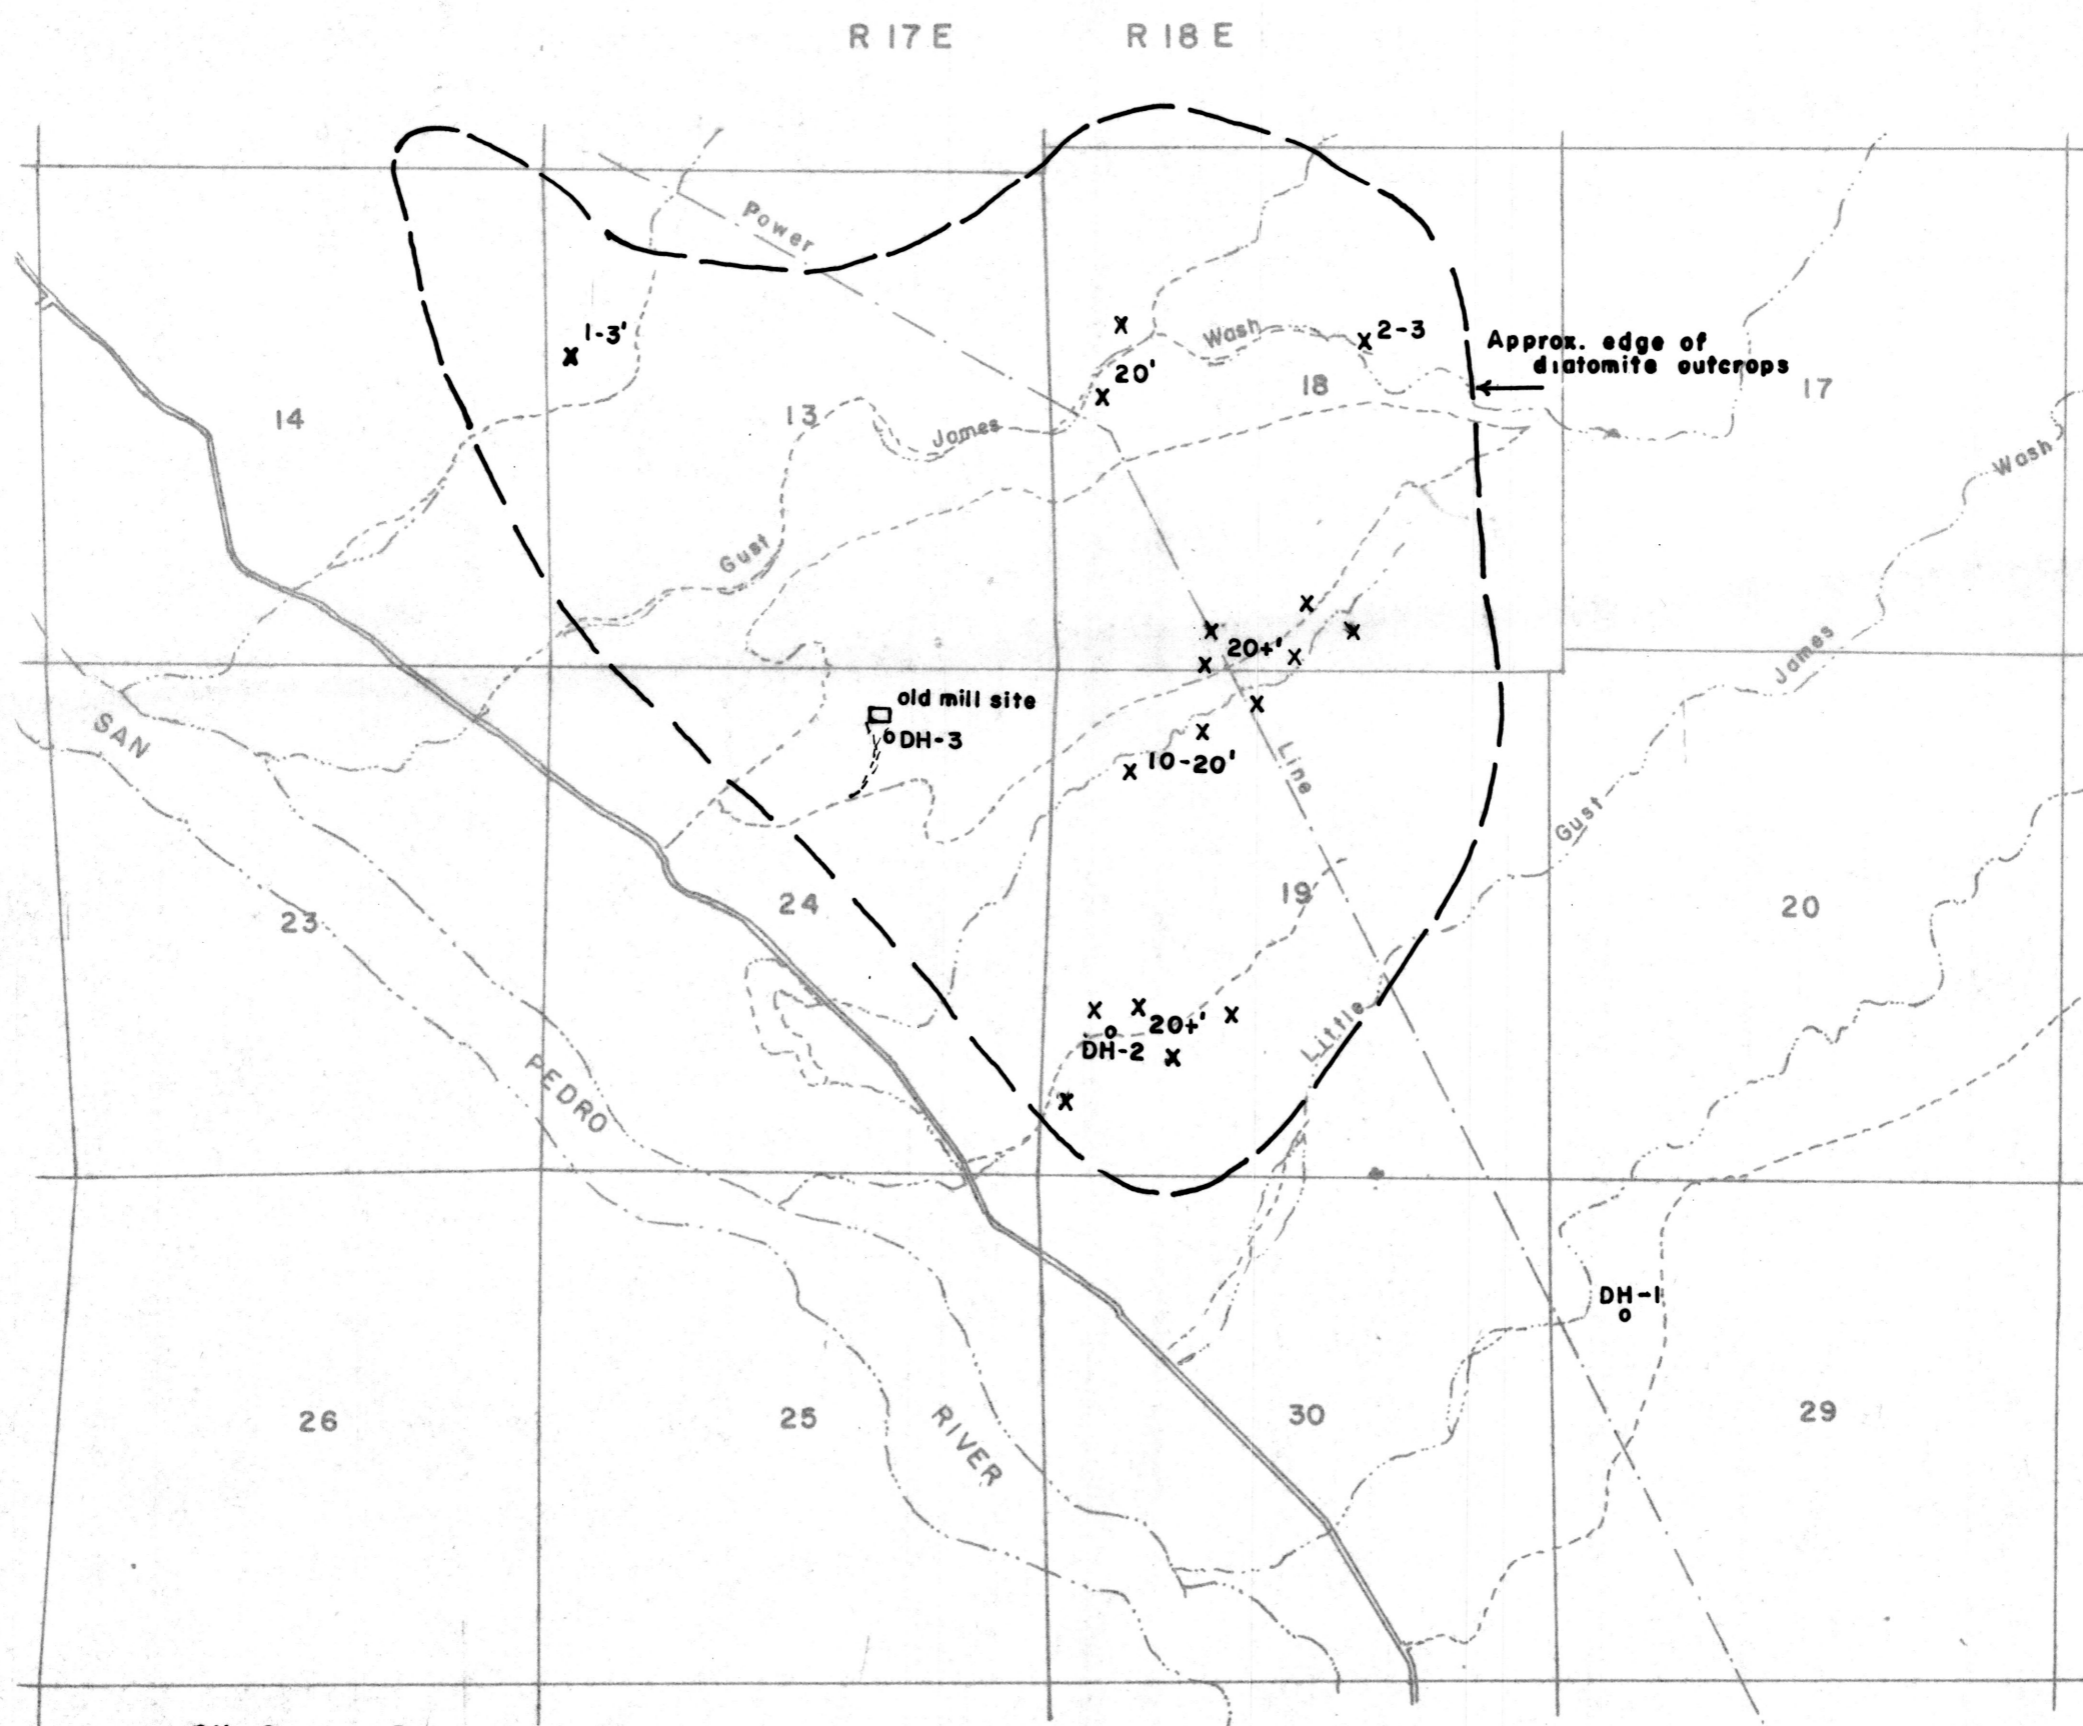 R 17 E R 18 E
Power
1-3'
Wash
2-3
Approx. edge of
diatomite outcrops
20'
14
13
18
17
James
Wash
Gust
20+'
James
old mill site
DH-3
SAN
10-20'
Line
Gust
23
24
19
20
20+'
DH-2
Little
PEDRO
DH-1
26
25
RIVER
30
29